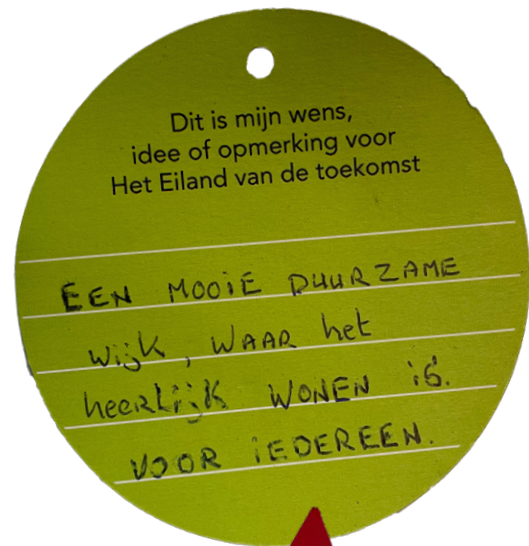 Dit is mijn wens,
idee of opmerking voor
Het Eiland van de toekomst
EEN MOOIE DUURZAME
wijk, WAAR het
heerlijk WONEN is.
VOOR iEDEREEN.